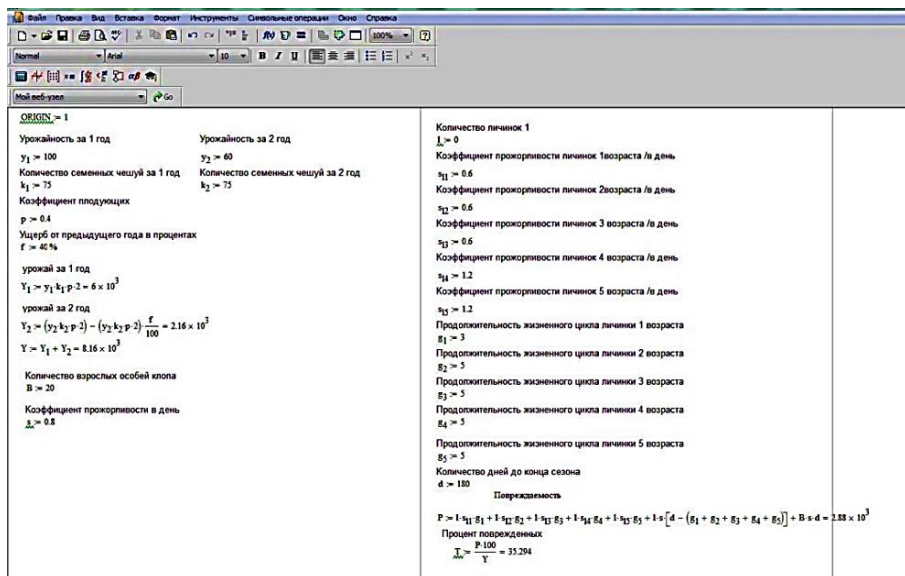 Файл Правка Вид Вставка Формат Инструменты Символьные операции Окно Справка
100%
Normal Arial 10 B I U
Мой веб-узел Go
ORIGIN := 1
Урожайность за 1 год Урожайность за 2 год
y₁ := 100 y₂ := 60
Количество семенных чешуй за 1 год Количество семенных чешуй за 2 год
k₁ := 75 k₂ := 75
Коэффициент плодующих
p := 0.4
Ущерб от предыдущего года в процентах
f := 40 %
урожай за 1 год
Y₁ := y₁·k₁·p·2 = 6 × 10³
урожай за 2 год
Y₂ := (y₂·k₂·p·2) − (y₂·k₂·p·2)·f/100 = 2.16 × 10³
Y := Y₁ + Y₂ = 8.16 × 10³
Количество взрослых особей клопа
B := 20
Коэффициент прожорливости в день
s := 0.8
Количество личинок 1
l := 0
Коэффициент прожорливости личинок 1возраста /в день
s₁₁ := 0.6
Коэффициент прожорливости личинок 2возраста /в день
s₁₂ := 0.6
Коэффициент прожорливости личинок 3 возраста /в день
s₁₃ := 0.6
Коэффициент прожорливости личинок 4 возраста /в день
s₁₄ := 1.2
Коэффициент прожорливости личинок 5 возраста /в день
s₁₅ := 1.2
Продолжительность жизненного цикла личинки 1 возраста
g₁ := 3
Продолжительность жизненного цикла личинки 2 возраста
g₂ := 5
Продолжительность жизненного цикла личинки 3 возраста
g₃ := 5
Продолжительность жизненного цикла личинки 4 возраста
g₄ := 5
Продолжительность жизненного цикла личинки 5 возраста
g₅ := 5
Количество дней до конца сезона
d := 180
Повреждаемость
P := l·s₁₁·g₁ + l·s₁₂·g₂ + l·s₁₃·g₃ + l·s₁₄·g₄ + l·s₁₅·g₅ + l·s·[d − (g₁ + g₂ + g₃ + g₄ + g₅)] + B·s·d = 2.88 × 10³
Процент поврежденных
T := P·100/Y = 35.294